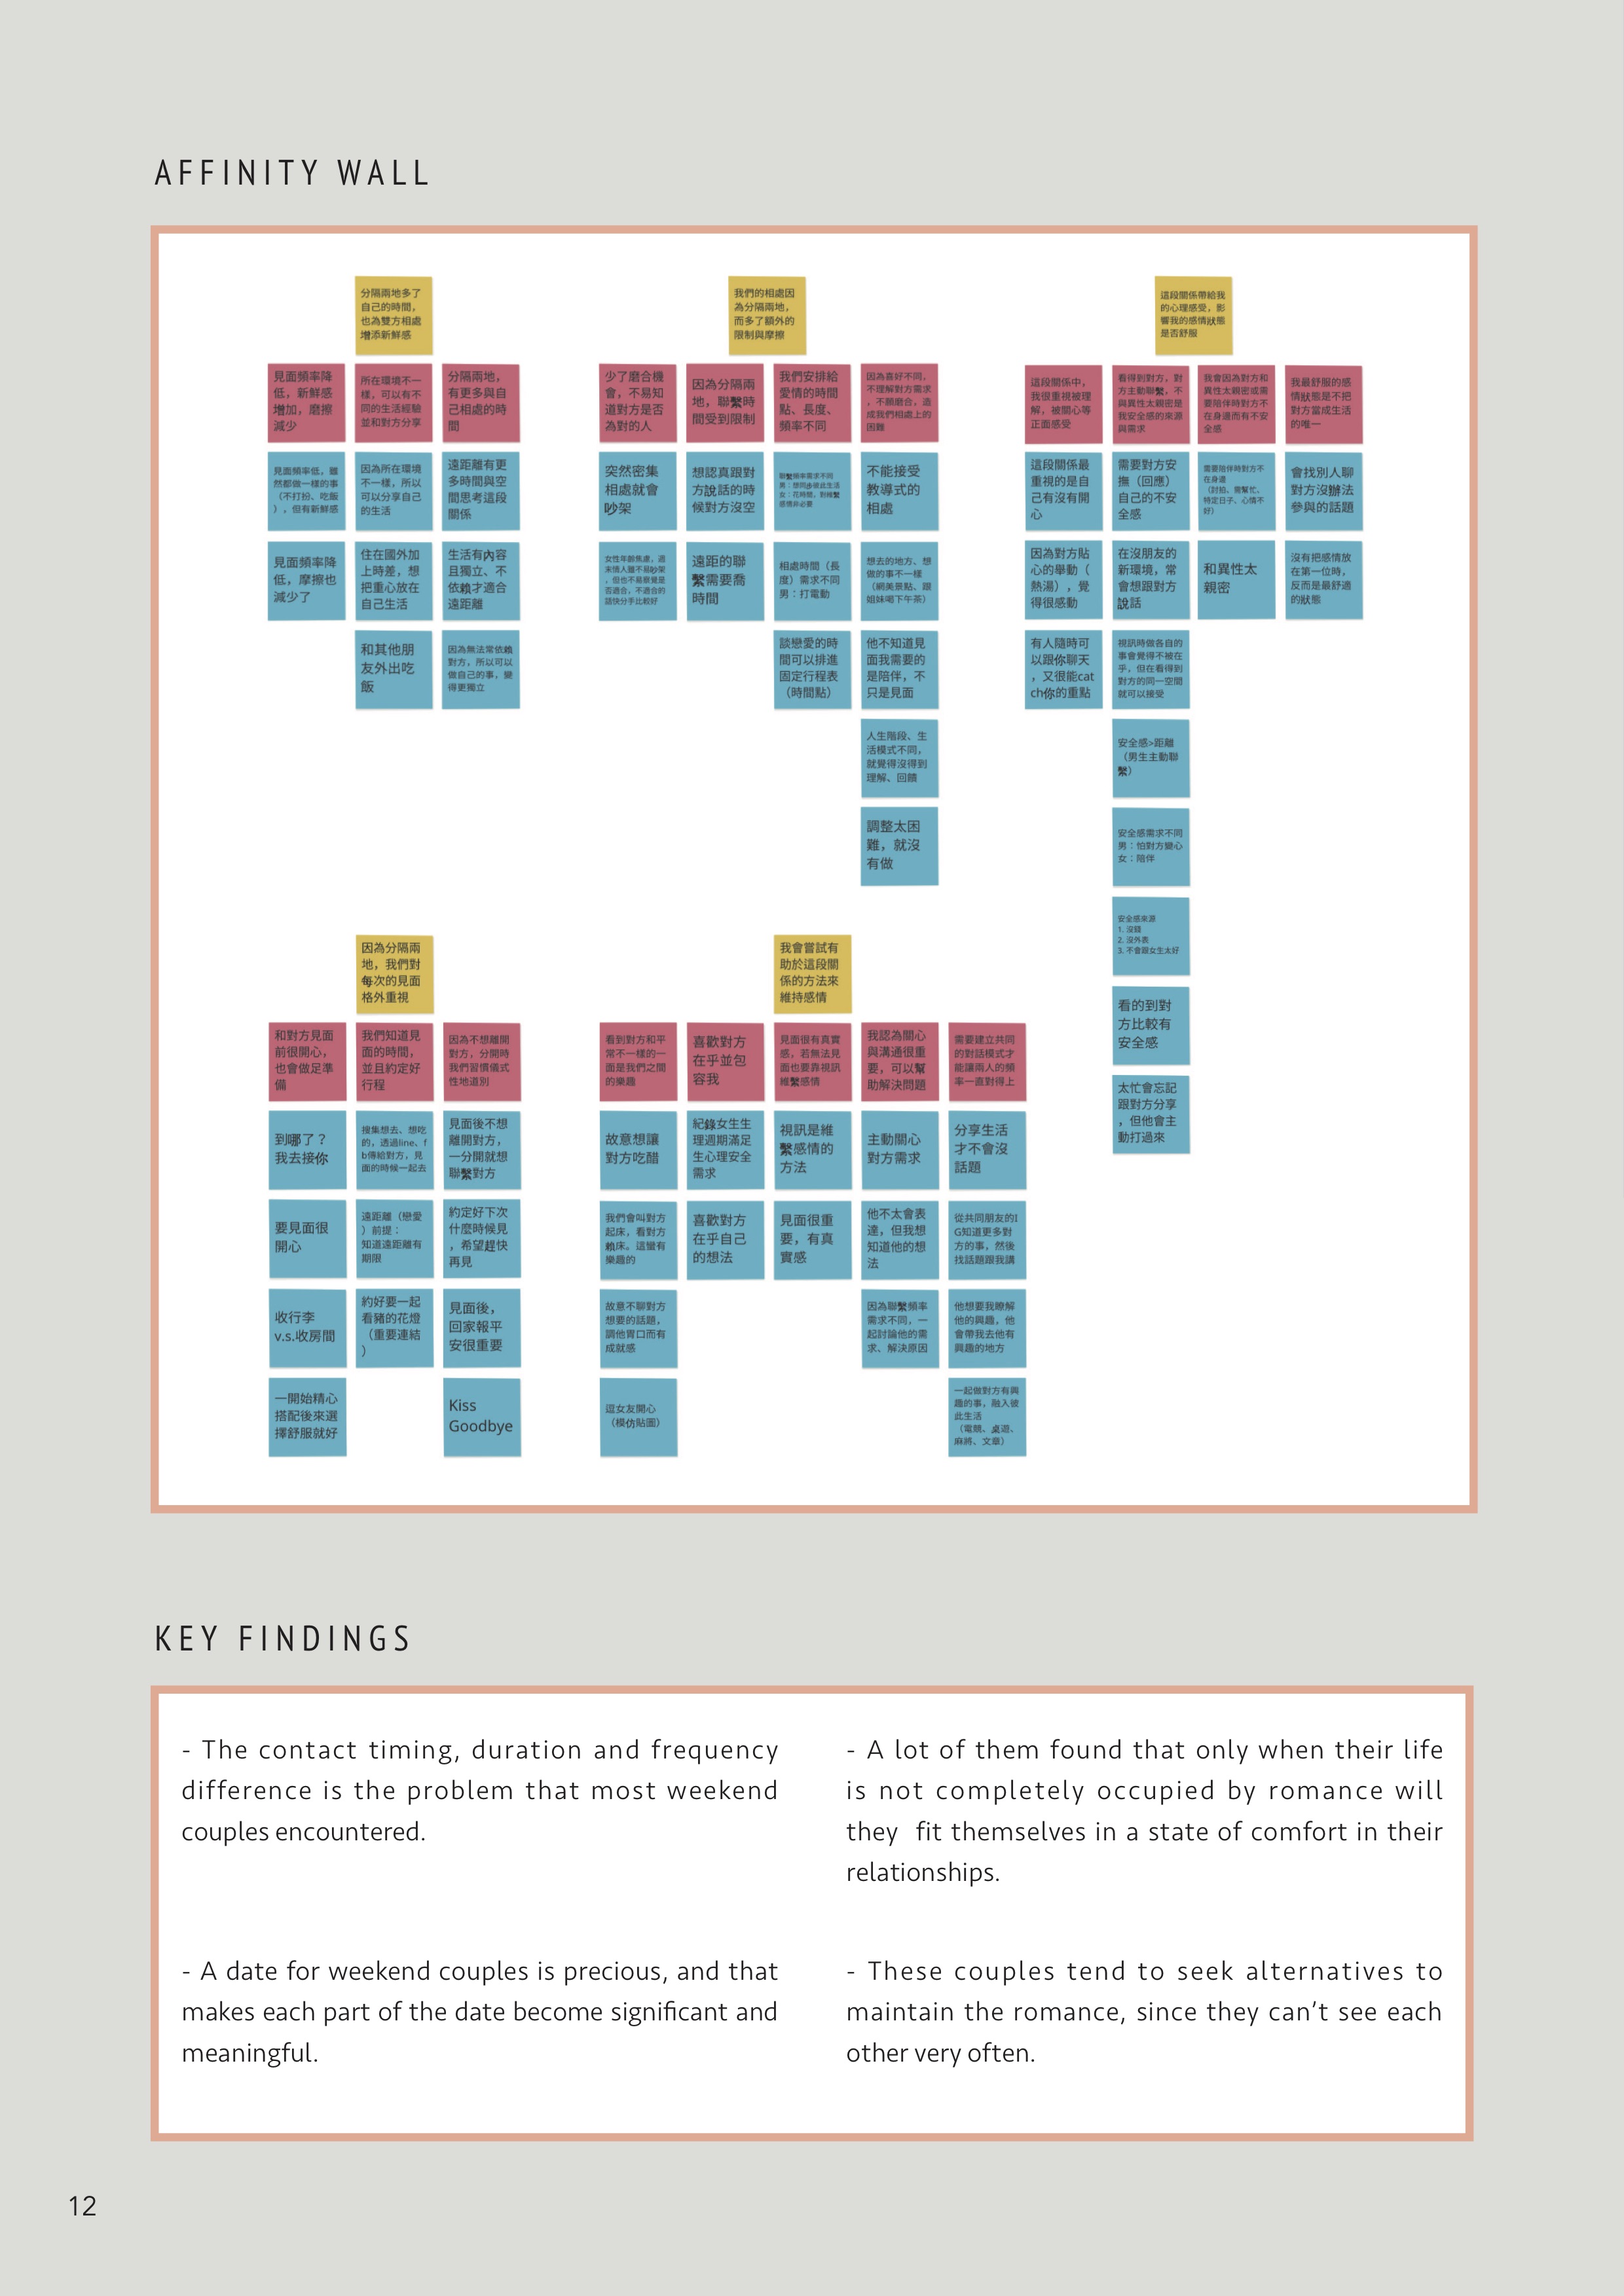 AFFINITY WALL
分隔兩地多了
自己的時間，
也為雙方相處
增添新鮮感
見面頻率降
低，新鮮感
增加，磨擦
減少
所在環境不一
樣，可以有不
同的生活經驗
並和對方分享
分隔兩地，
有更多與自
己相處的時
間
見面頻率低，雖
然都做一樣的事
（不打扮、吃飯
），但有新鮮感
因為所在環境
不一樣，所以
可以分享自己
的生活
遠距離有更
多時間與空
間思考這段
關係
見面頻率降
低，摩擦也
減少了
住在國外加
上時差，想
把重心放在
自己生活
生活有內容
且獨立、不
依賴才適合
遠距離
和其他朋
友外出吃
飯
因為無法常依賴
對方，所以可以
做自己的事，變
得更獨立
我們的相處因
為分隔兩地，
而多了額外的
限制與摩擦
少了磨合機
會，不易知
道對方是否
為對的人
因為分隔兩
地，聯繫時
間受到限制
我們安排給
愛情的時間
點、長度、
頻率不同
因為喜好不同，
不理解對方需求
，不願磨合，造
成我們相處上的
困難
突然密集
相處就會
吵架
想認真跟對
方說話的時
候對方沒空
聯繫頻率需求不同
男：想同步彼此生活
女：花時間，對維繫
感情非必要
不能接受
教導式的
相處
女性年齡焦慮，週
末情人雖不易吵架
，但也不易察覺是
否適合，不適合的
話快分手比較好
遠距的聯
繫需要喬
時間
相處時間（長
度）需求不同
男：打電動
想去的地方、想
做的事不一樣
（網美景點、跟
姐妹喝下午茶）
談戀愛的時
間可以排進
固定行程表
（時間點）
他不知道見
面我需要的
是陪伴，不
只是見面
人生階段、生
活模式不同，
就覺得沒得到
理解、回饋
調整太困
難，就沒
有做
這段關係帶給我
的心理感受，影
響我的感情狀態
是否舒服
這段關係中，
我很重視被理
解，被關心等
正面感受
看得到對方，對
方主動聯繫，不
與異性太親密是
我安全感的來源
與需求
我會因為對方和
異性太親密或需
要陪伴時對方不
在身邊而有不安
全感
我最舒服的感
情狀態是不把
對方當成生活
的唯一
這段關係最
重視的是自
己有沒有開
心
需要對方安
撫（回應）
自己的不安
全感
需要陪伴時對方不
在身邊
（討拍、需幫忙、
特定日子、心情不
好）
會找別人聊
對方沒辦法
參與的話題
因為對方貼
心的舉動（
熱湯），覺
得很感動
在沒朋友的
新環境，常
會想跟對方
說話
和異性太
親密
沒有把感情放
在第一位時，
反而是最舒適
的狀態
有人隨時可
以跟你聊天
，又很能cat
ch你的重點
視訊時做各自的
事會覺得不被在
乎，但在看得到
對方的同一空間
就可以接受
安全感>距離
（男生主動聯
繫）
安全感需求不同
男：怕對方變心
女：陪伴
安全感來源
1. 沒錢
2. 沒外表
3. 不會跟女生太好
看的到對
方比較有
安全感
太忙會忘記
跟對方分享
，但他會主
動打過來
因為分隔兩
地，我們對
每次的見面
格外重視
和對方見面
前很開心，
也會做足準
備
我們知道見
面的時間，
並且約定好
行程
因為不想離開
對方，分開時
我們習慣儀式
性地道別
到哪了？
我去接你
搜集想去、想吃
的，透過line、f
b傳給對方，見
面的時候一起去
見面後不想
離開對方，
一分開就想
聯繫對方
要見面很
開心
遠距離（戀愛
）前提：
知道遠距離有
期限
約定好下次
什麼時候見
，希望趕快
再見
收行李
v.s.收房間
約好要一起
看豬的花燈
（重要連結
）
見面後，
回家報平
安很重要
一開始精心
搭配後來選
擇舒服就好
Kiss
Goodbye
我會嘗試有
助於這段關
係的方法來
維持感情
看到對方和平
常不一樣的一
面是我們之間
的樂趣
喜歡對方
在乎並包
容我
見面很有真實
感，若無法見
面也要靠視訊
維繫感情
我認為關心
與溝通很重
要，可以幫
助解決問題
需要建立共同
的對話模式才
能讓兩人的頻
率一直對得上
故意想讓
對方吃醋
紀錄女生生
理週期滿足
生心理安全
需求
視訊是維
繫感情的
方法
主動關心
對方需求
分享生活
才不會沒
話題
我們會叫對方
起床，看對方
賴床。這蠻有
樂趣的
喜歡對方
在乎自己
的想法
見面很重
要，有真
實感
他不太會表
達，但我想
知道他的想
法
從共同朋友的I
G知道更多對
方的事，然後
找話題跟我講
故意不聊對方
想要的話題，
調他胃口而有
成就感
因為聯繫頻率
需求不同，一
起討論他的需
求、解決原因
他想要我瞭解
他的興趣，他
會帶我去他有
興趣的地方
逗女友開心
（模仿貼圖）
一起做對方有興
趣的事，融入彼
此生活
（電競、桌遊、
麻將、文章）
KEY FINDINGS
- The contact timing, duration and frequency
difference is the problem that most weekend
couples encountered.
- A lot of them found that only when their life
is not completely occupied by romance will
they fit themselves in a state of comfort in their
relationships.
- A date for weekend couples is precious, and that
makes each part of the date become significant and
meaningful.
- These couples tend to seek alternatives to
maintain the romance, since they can't see each
other very often.
12